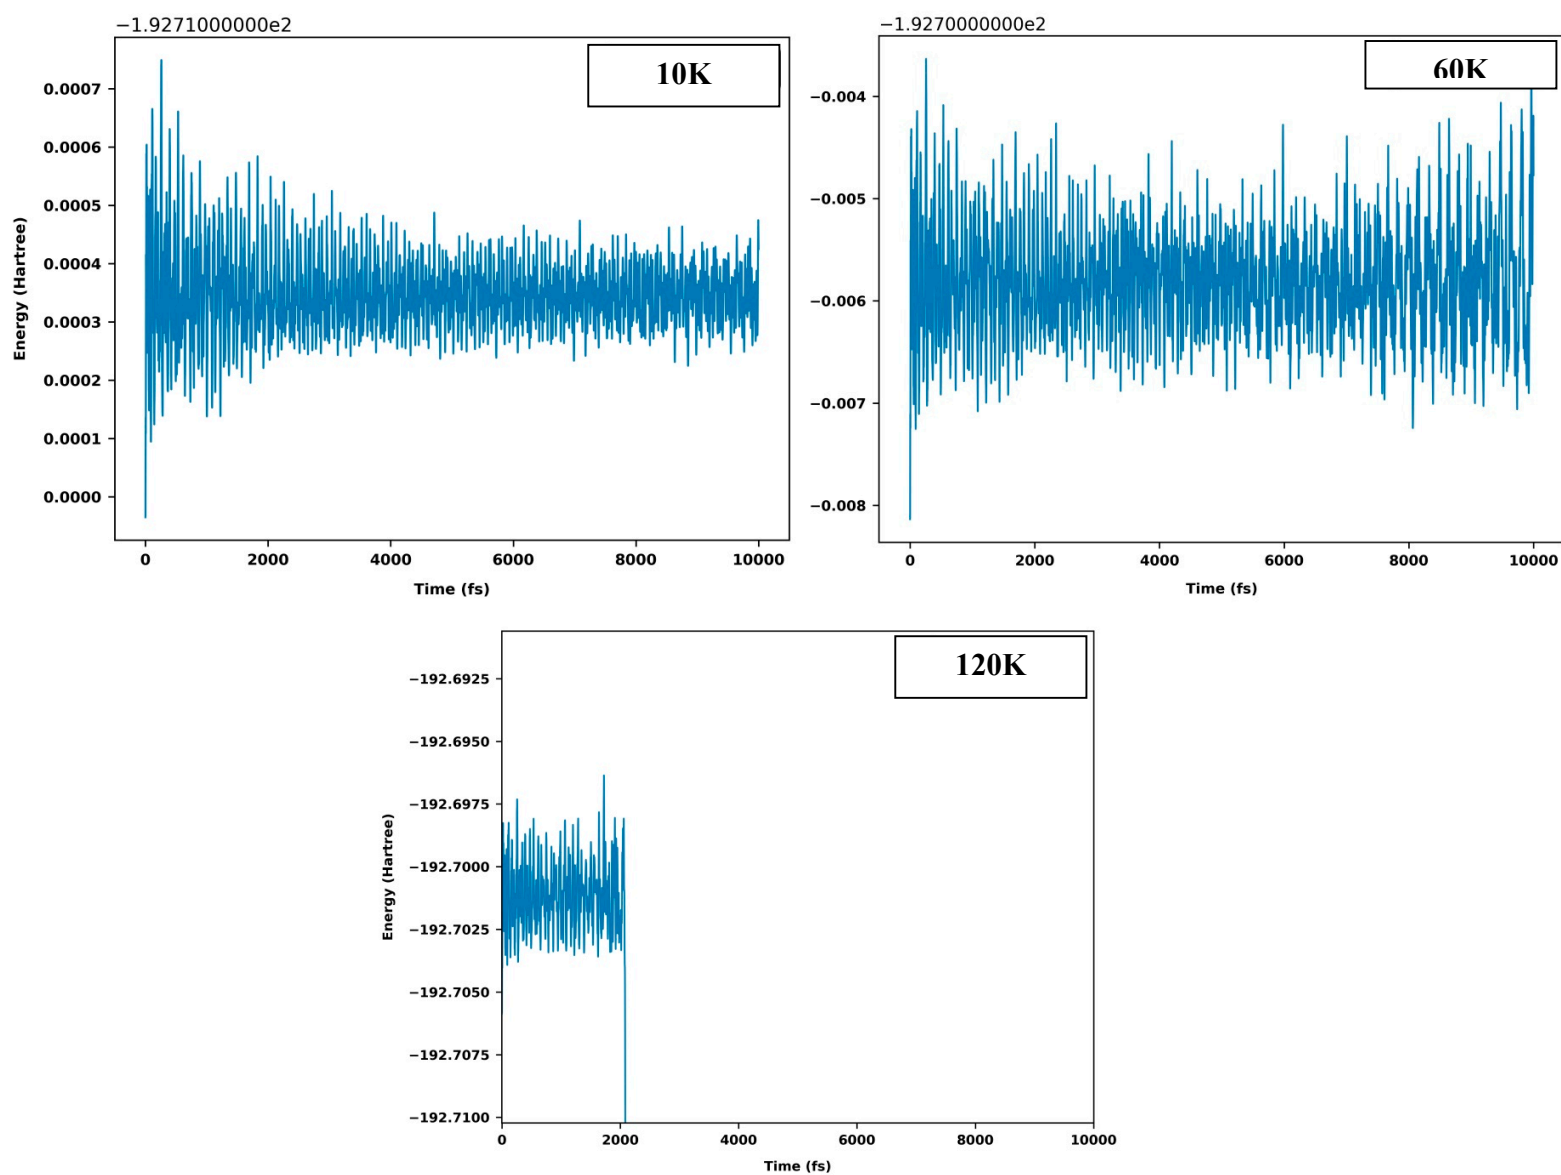 −1.9271000000e2
10K
0.0007
0.0006
0.0005
0.0004
0.0003
0.0002
0.0001
0.0000
Energy (Hartree)
0 2000 4000 6000 8000 10000
Time (fs)
−1.9270000000e2
60K
−0.004
−0.005
−0.006
−0.007
−0.008
0 2000 4000 6000 8000 10000
Time (fs)
120K
−192.6925
−192.6950
−192.6975
−192.7000
−192.7025
−192.7050
−192.7075
−192.7100
Energy (Hartree)
0 2000 4000 6000 8000 10000
Time (fs)